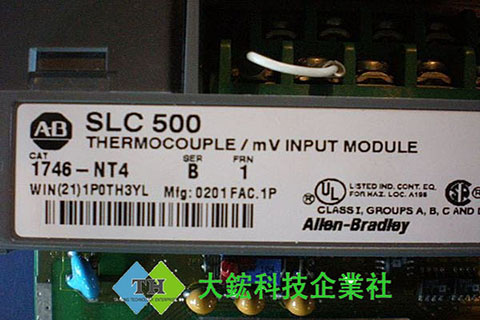 AB
SLC 500
THERMOCOUPLE / mV INPUT MODULE
CAT SER FRN
1746-NT4 B 1
WIN(21)1P0TH3YL Mfg: 0201 FAC.1P
UL LISTED IND. CONT. EQ.
FOR HAZ. LOC. A196
CLASS I, GROUPS A, B, C AND
Allen-Bradley
TH
大鋐科技企業社